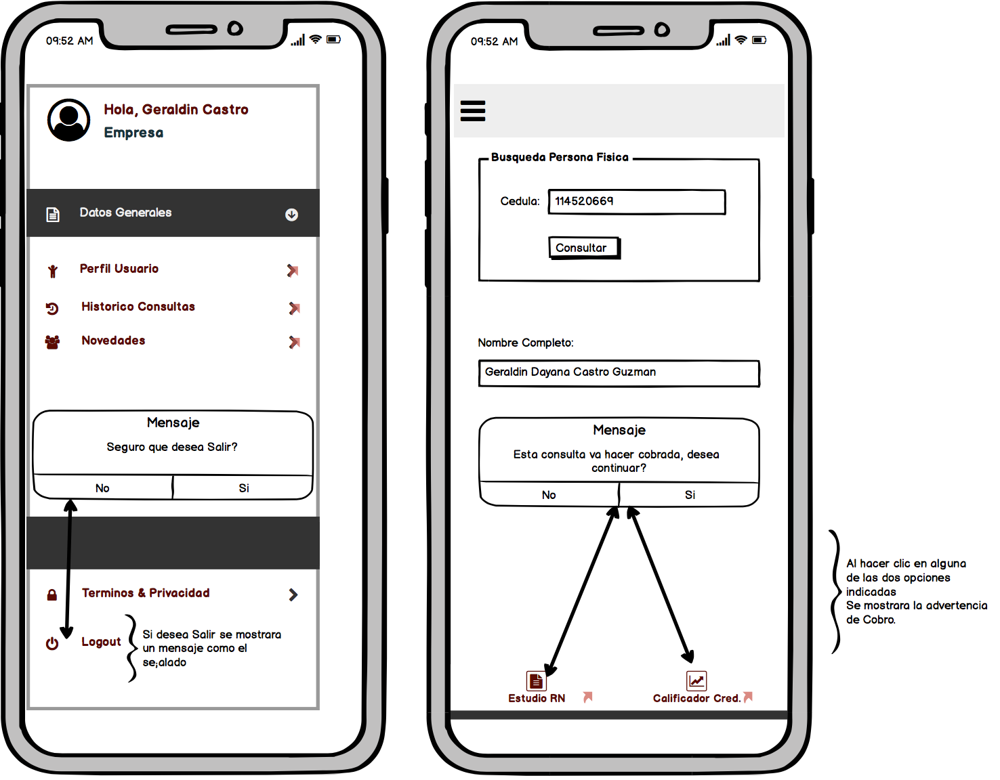 09:52 AM
Hola, Geraldin Castro
Empresa
Datos Generales
Perfil Usuario
Historico Consultas
Novedades
Mensaje
Seguro que desea Salir?
No
Si
Terminos & Privacidad
Logout
Si desea Salir se mostrara
un mensaje como el
se;alado
09:52 AM
Busqueda Persona Fisica
Cedula:
114520669
Consultar
Nombre Completo:
Geraldin Dayana Castro Guzman
Mensaje
Esta consulta va hacer cobrada, desea
continuar?
No
Si
Estudio RN
Calificador Cred.
Al hacer clic en alguna
de las dos opciones
indicadas
Se mostrara la advertencia
de Cobro.